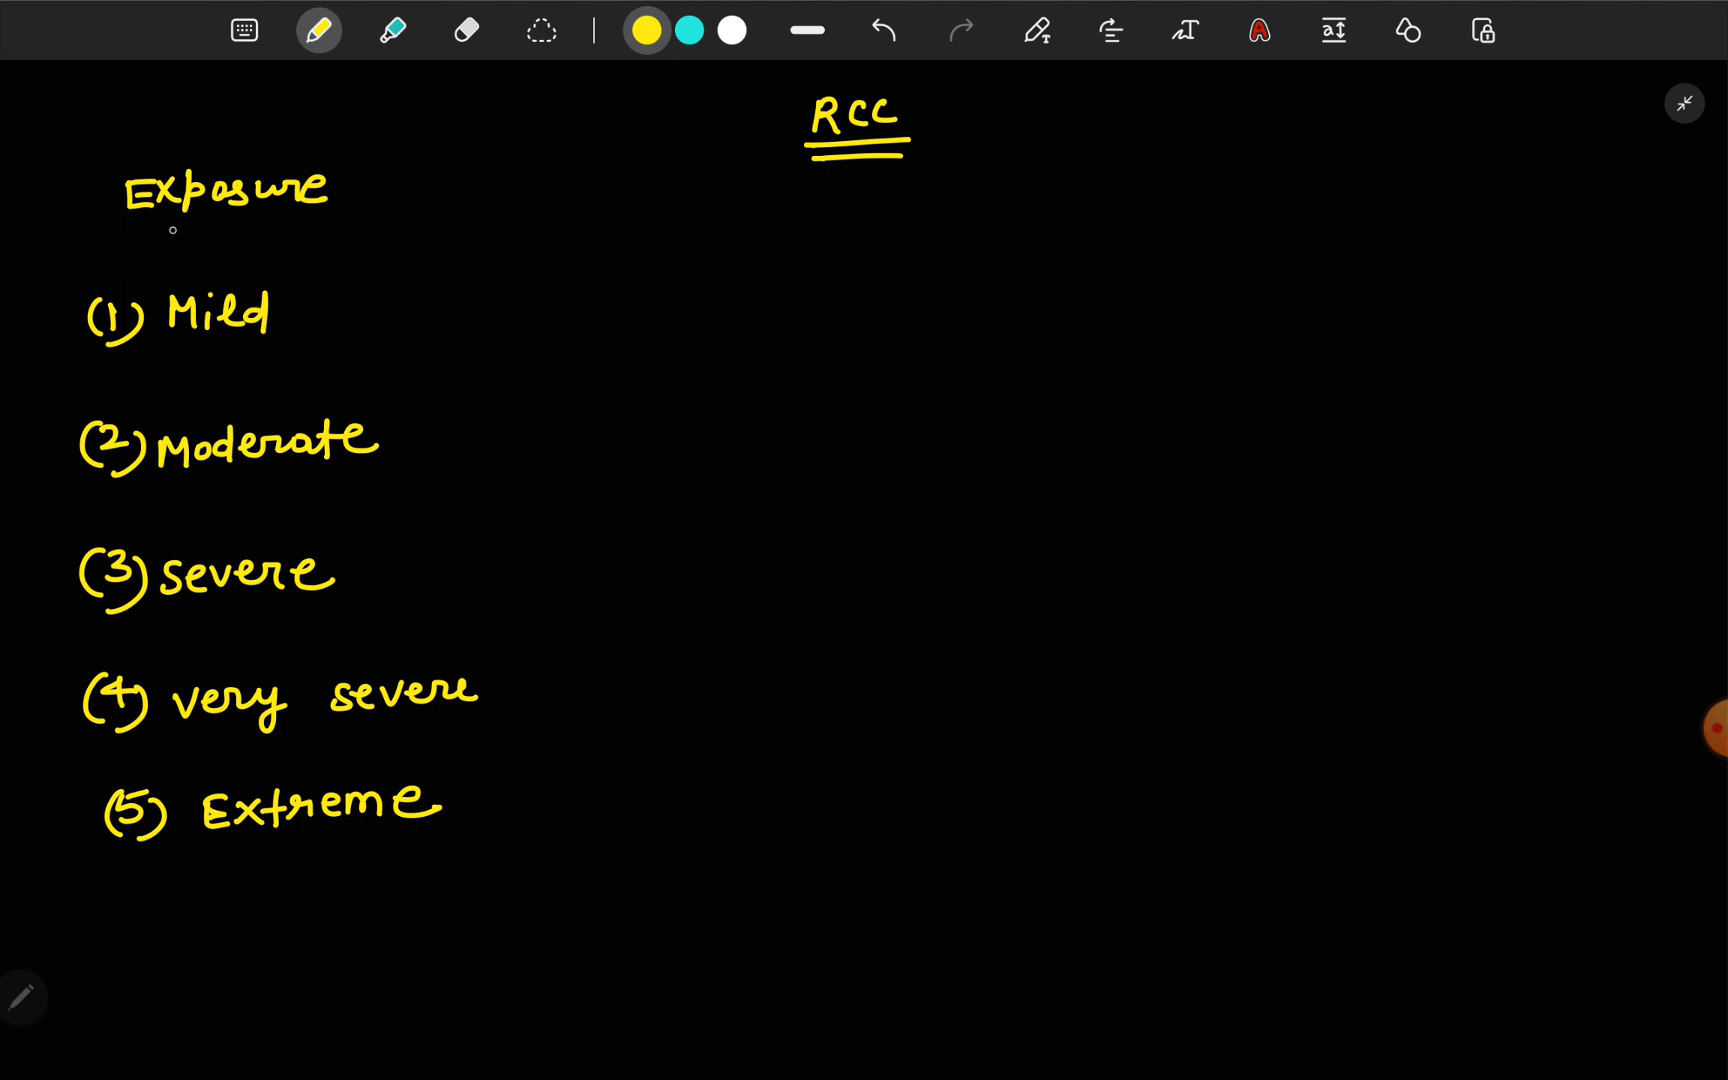 RCC
Exposure
(1) Mild
(2) Moderate
(3) severe
(4) very severe
(5) Extreme